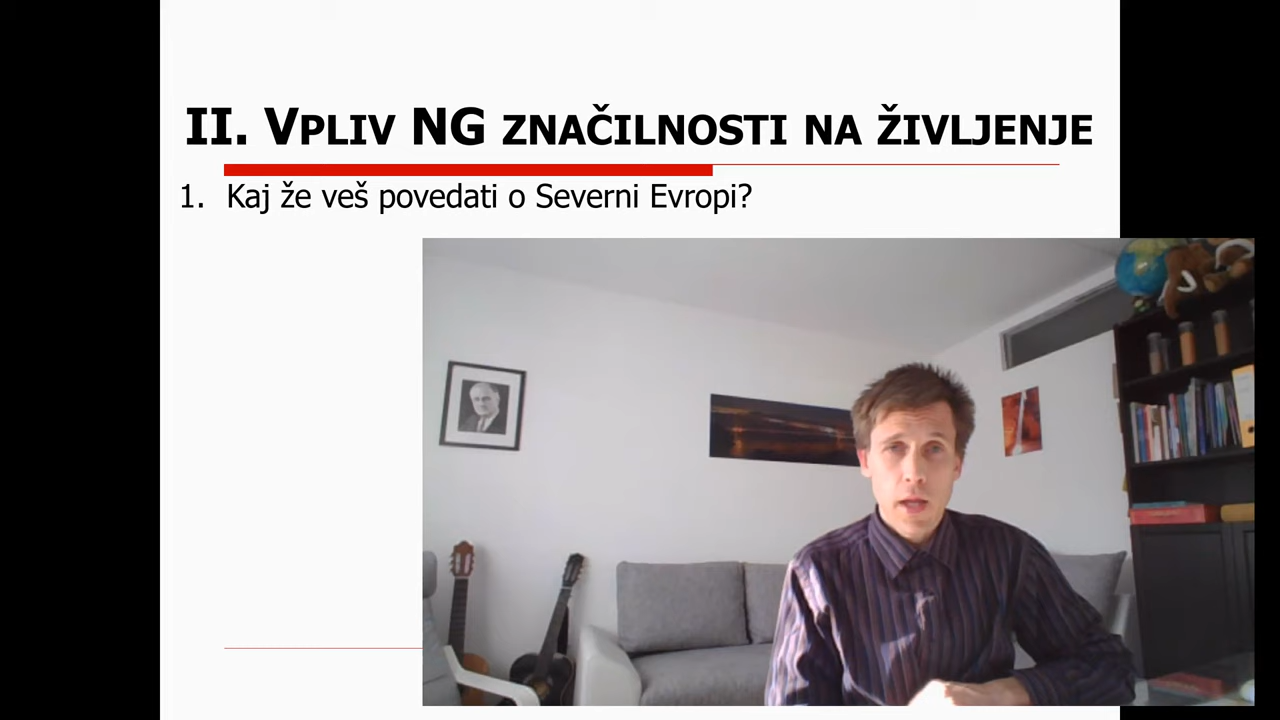 II. VPLIV NG ZNAČILNOSTI NA ŽIVLJENJE
1. Kaj že veš povedati o Severni Evropi?